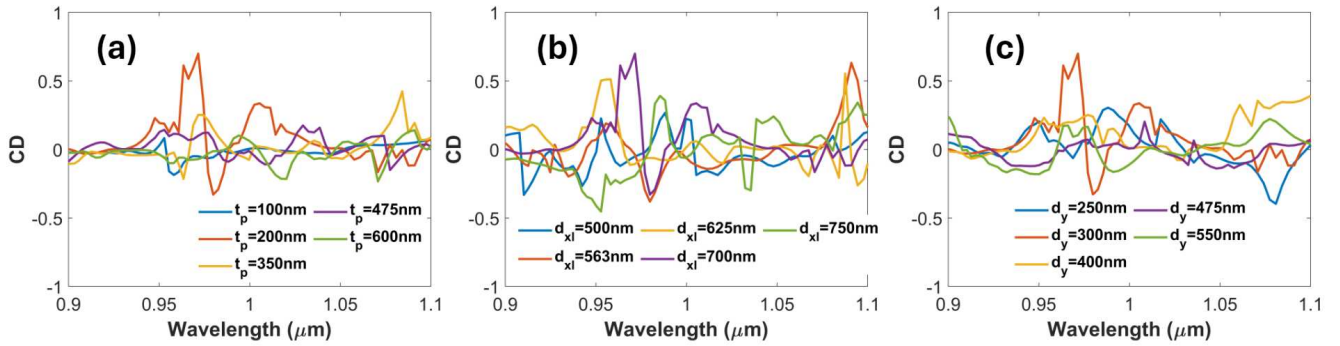 (a)
CD
1
0.5
0
-0.5
-1
t_p=100nm t_p=475nm
t_p=200nm t_p=600nm
t_p=350nm
0.9 0.95 1 1.05 1.1
Wavelength (μm)
(b)
CD
1
0.5
0
-0.5
-1
d_xl=500nm d_xl=625nm d_xl=750nm
d_xl=563nm d_xl=700nm
0.9 0.95 1 1.05 1.1
Wavelength (μm)
(c)
CD
1
0.5
0
-0.5
-1
d_y=250nm d_y=475nm
d_y=300nm d_y=550nm
d_y=400nm
0.9 0.95 1 1.05 1.1
Wavelength (μm)